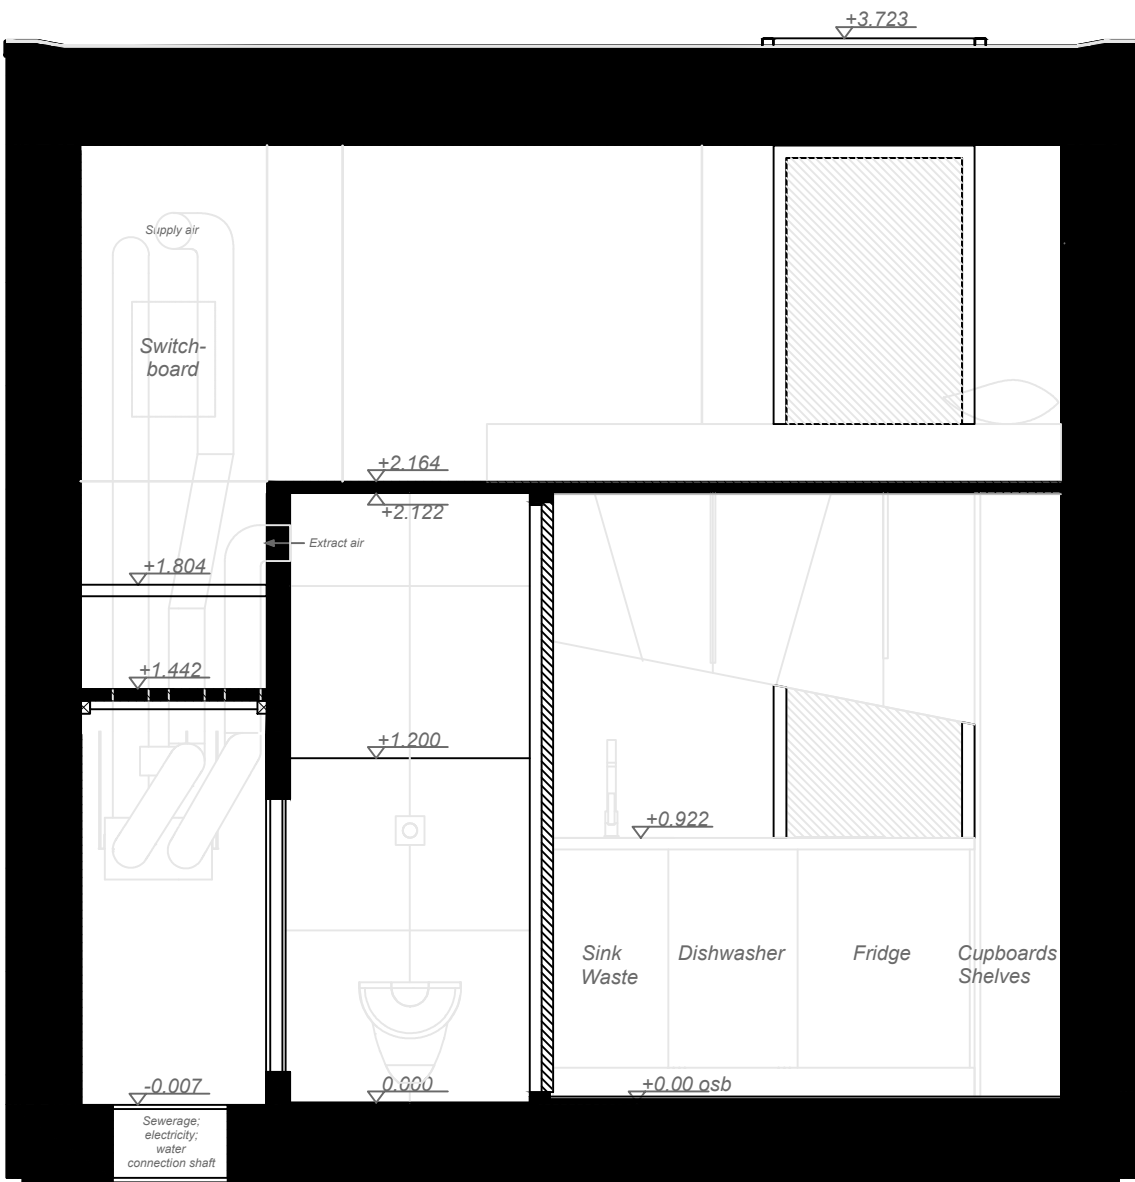 +3.723
Supply air
Switch-
board
+2.164
+2.122
Extract air
+1.804
+1.442
+1.200
+0.922
Sink
Waste
Dishwasher
Fridge
Cupboards
Shelves
-0.007
0.000
+0.00 osb
Sewerage;
electricity;
water
connection shaft